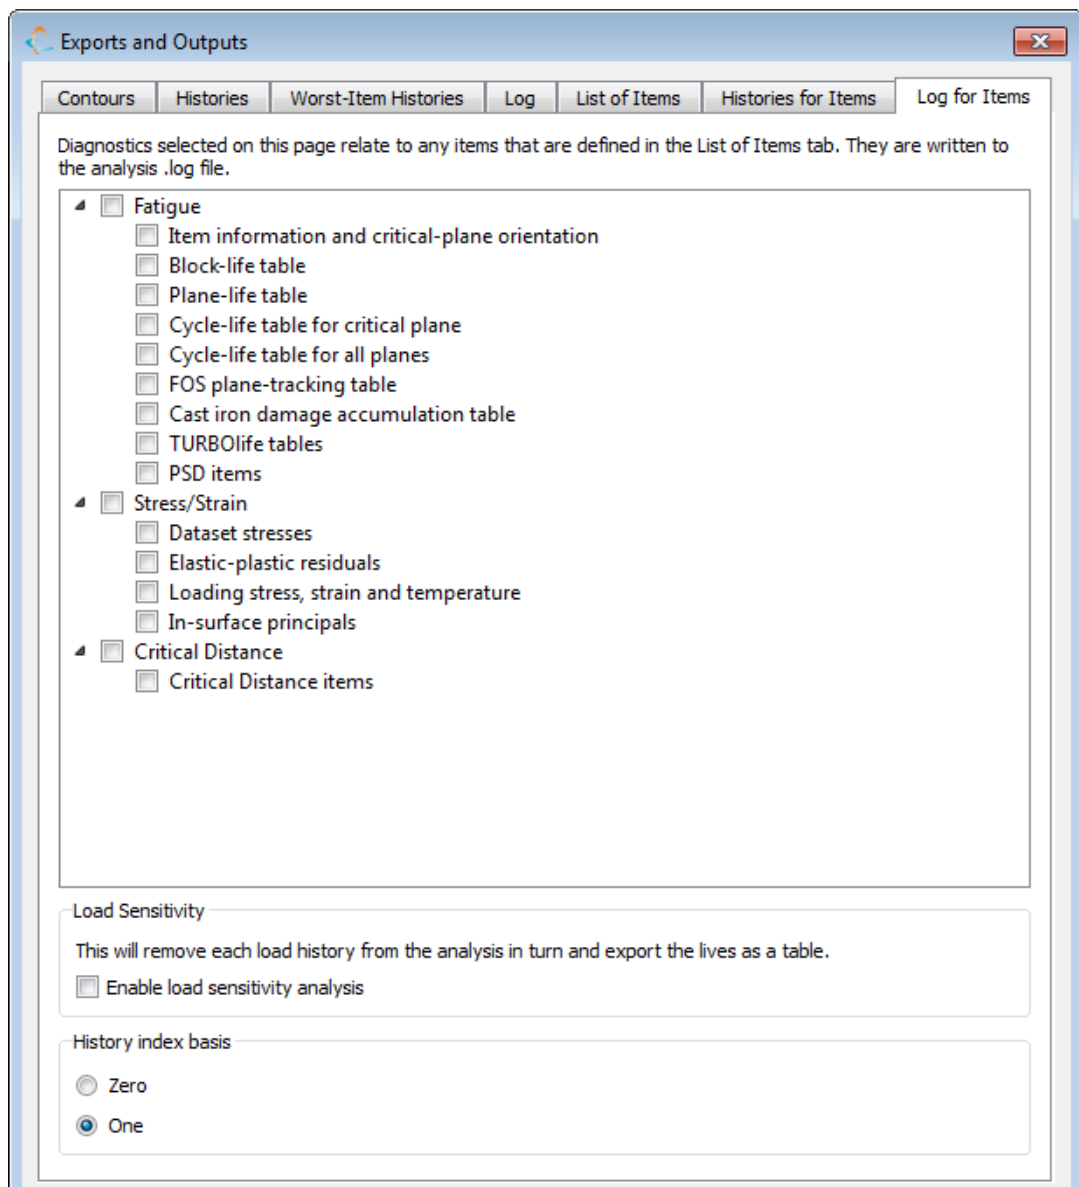 Exports and Outputs
Contours Histories Worst-Item Histories Log List of Items Histories for Items Log for Items
Diagnostics selected on this page relate to any items that are defined in the List of Items tab. They are written to
the analysis .log file.
Fatigue
Item information and critical-plane orientation
Block-life table
Plane-life table
Cycle-life table for critical plane
Cycle-life table for all planes
FOS plane-tracking table
Cast iron damage accumulation table
TURBOlife tables
PSD items
Stress/Strain
Dataset stresses
Elastic-plastic residuals
Loading stress, strain and temperature
In-surface principals
Critical Distance
Critical Distance items
Load Sensitivity
This will remove each load history from the analysis in turn and export the lives as a table.
Enable load sensitivity analysis
History index basis
Zero
One